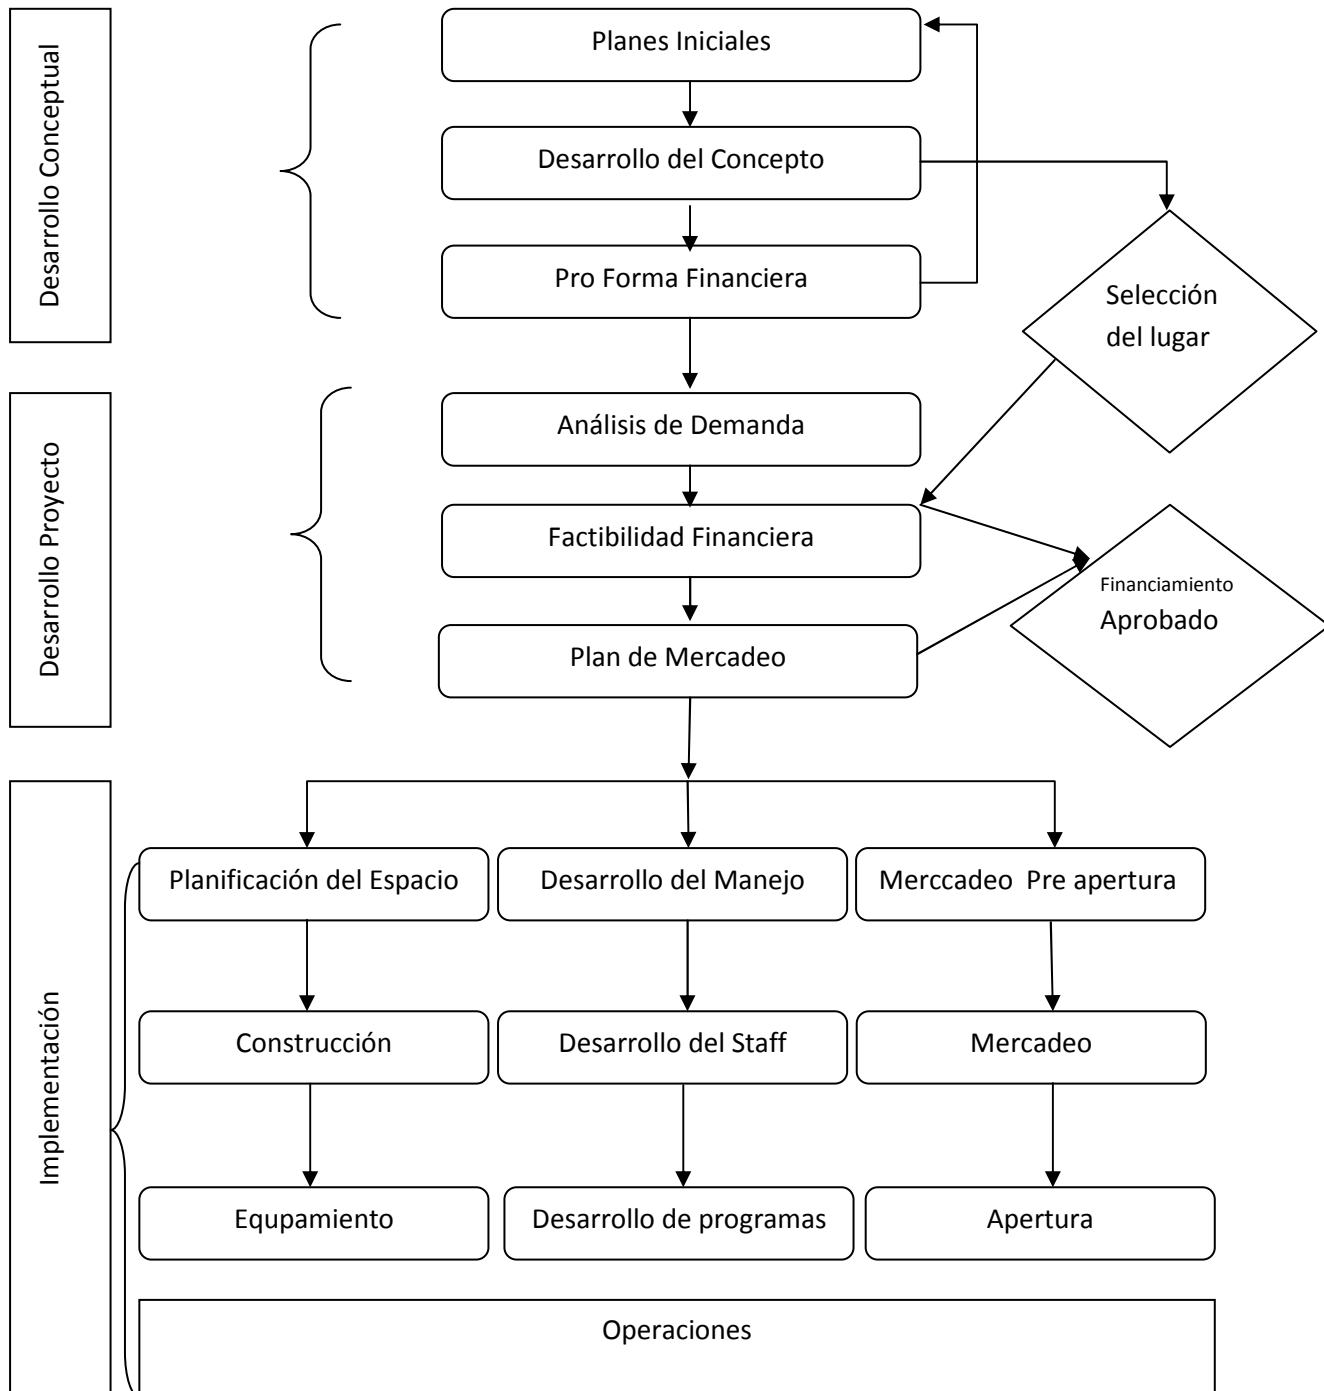 Desarrollo Conceptual
Planes Iniciales
Desarrollo del Concepto
Pro Forma Financiera
Selección
del lugar
Desarrollo Proyecto
Análisis de Demanda
Factibilidad Financiera
Plan de Mercadeo
Financiamiento
Aprobado
Implementación
Planificación del Espacio
Desarrollo del Manejo
Merccadeo Pre apertura
Construcción
Desarrollo del Staff
Mercadeo
Equpamiento
Desarrollo de programas
Apertura
Operaciones